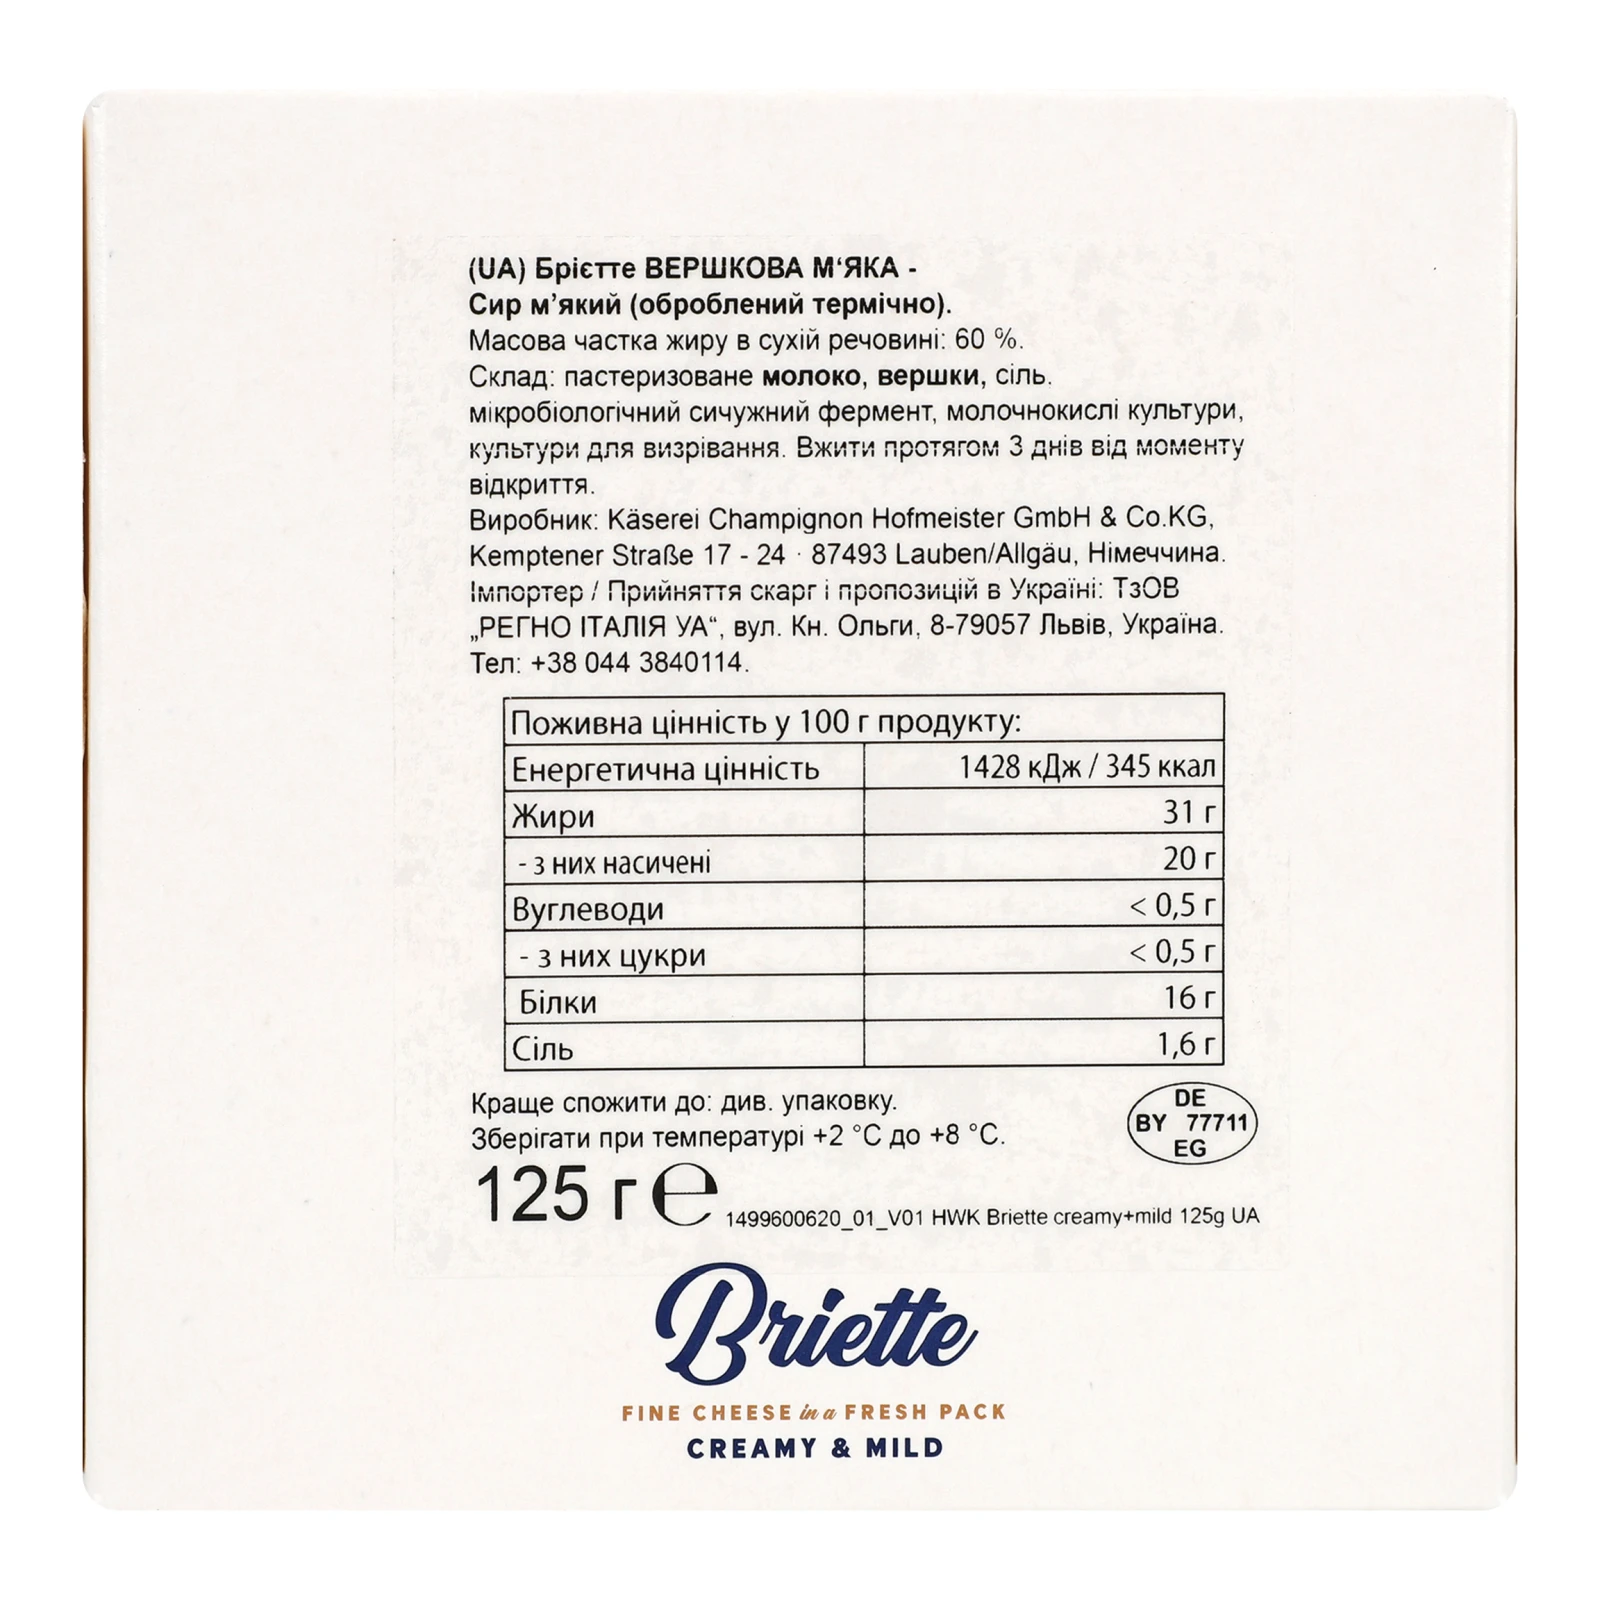 (UA) Брієтте ВЕРШКОВА М‘ЯКА -
Сир м’який (оброблений термічно).
Масова частка жиру в сухій речовині: 60 %.
Склад: пастеризоване молоко, вершки, сіль.
мікробіологічний сичужний фермент, молочнокислі культури,
культури для визрівання. Вжити протягом 3 днів від моменту
відкриття.
Виробник: Käserei Champignon Hofmeister GmbH & Co.KG,
Kemptener Straße 17 - 24 · 87493 Lauben/Allgäu, Німеччина.
Імпортер / Прийняття скарг і пропозицій в Україні: ТзОВ
„РЕГНО ІТАЛІЯ УА“, вул. Кн. Ольги, 8-79057 Львів, Україна.
Тел: +38 044 3840114.
Поживна цінність у 100 г продукту:
Енергетична цінність 1428 кДж / 345 ккал
Жири 31 г
- з них насичені 20 г
Вуглеводи < 0,5 г
- з них цукри < 0,5 г
Білки 16 г
Сіль 1,6 г
Краще спожити до: див. упаковку.
Зберігати при температурі +2 °C до +8 °C.
DE
BY 77711
EG
125 г ℮
1499600620_01_V01 HWK Briette creamy+mild 125g UA
Briette
FINE CHEESE in a FRESH PACK
CREAMY & MILD